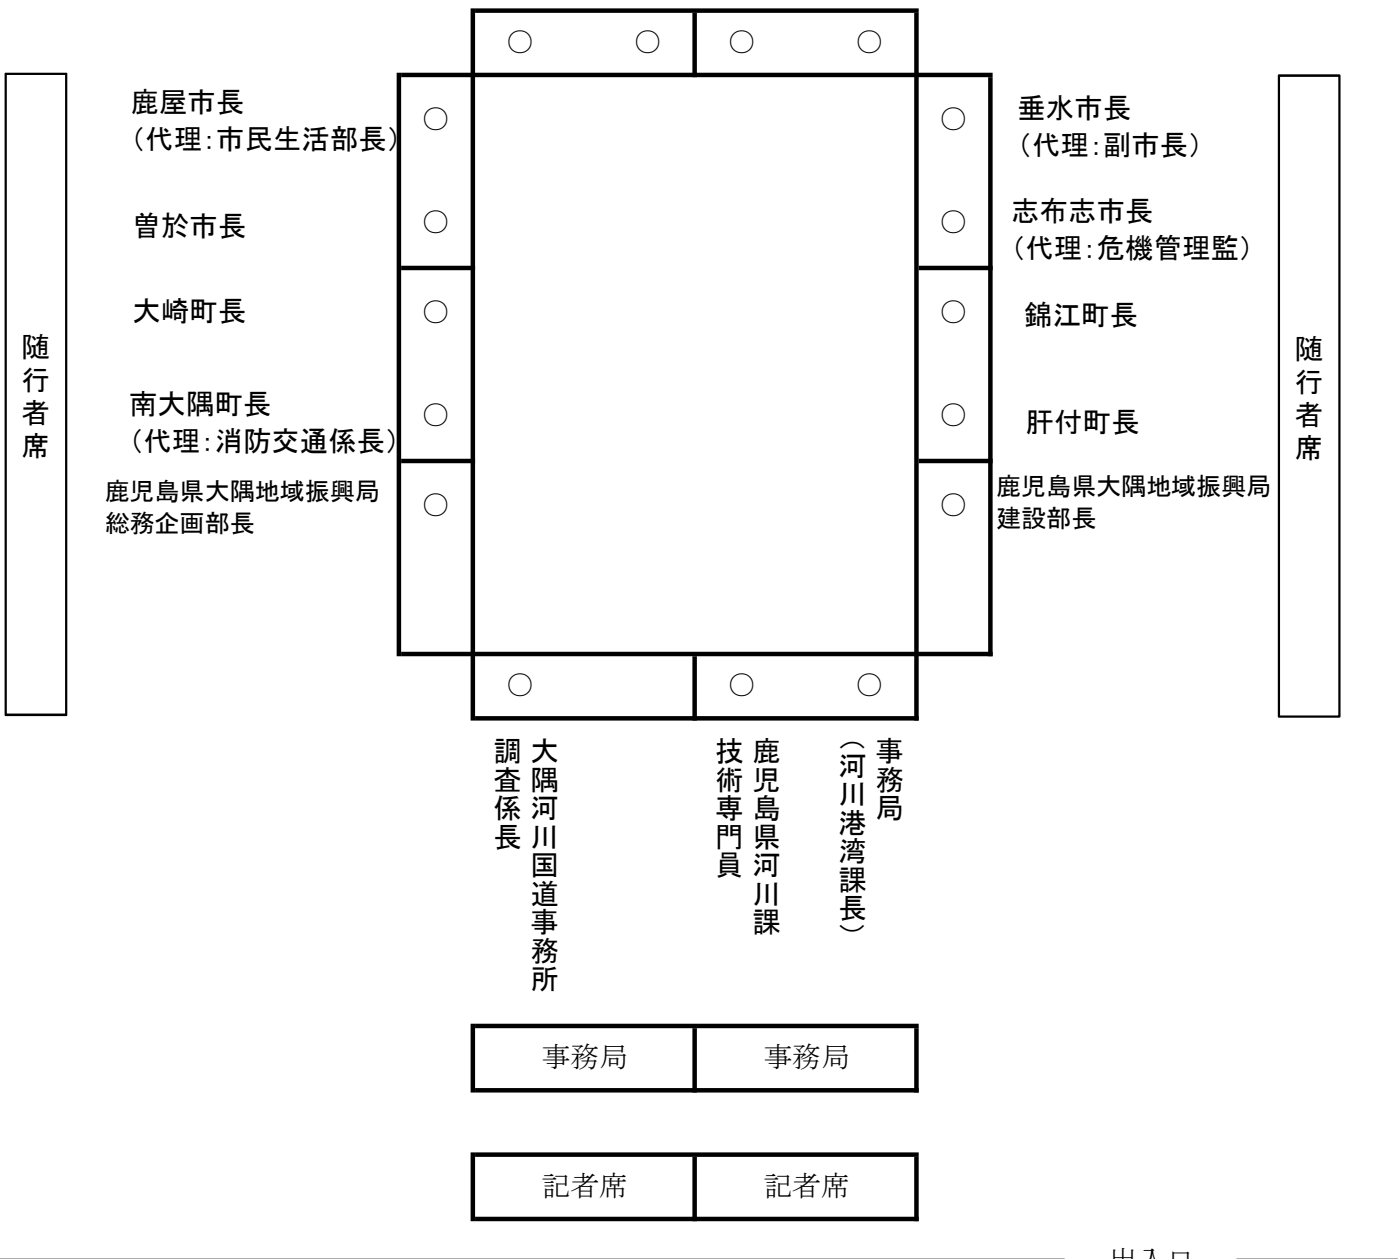 鹿屋市長
（代理：市民生活部長）
曽於市長
大崎町長
南大隅町長
（代理：消防交通係長）
鹿児島県大隅地域振興局
総務企画部長
随行者席
垂水市長
（代理：副市長）
志布志市長
（代理：危機管理監）
錦江町長
肝付町長
鹿児島県大隅地域振興局
建設部長
随行者席
大隅河川国道事務所
調査係長
鹿児島県河川課
技術専門員
事務局
（河川港湾課長）
事務局
事務局
記者席
記者席
出入口